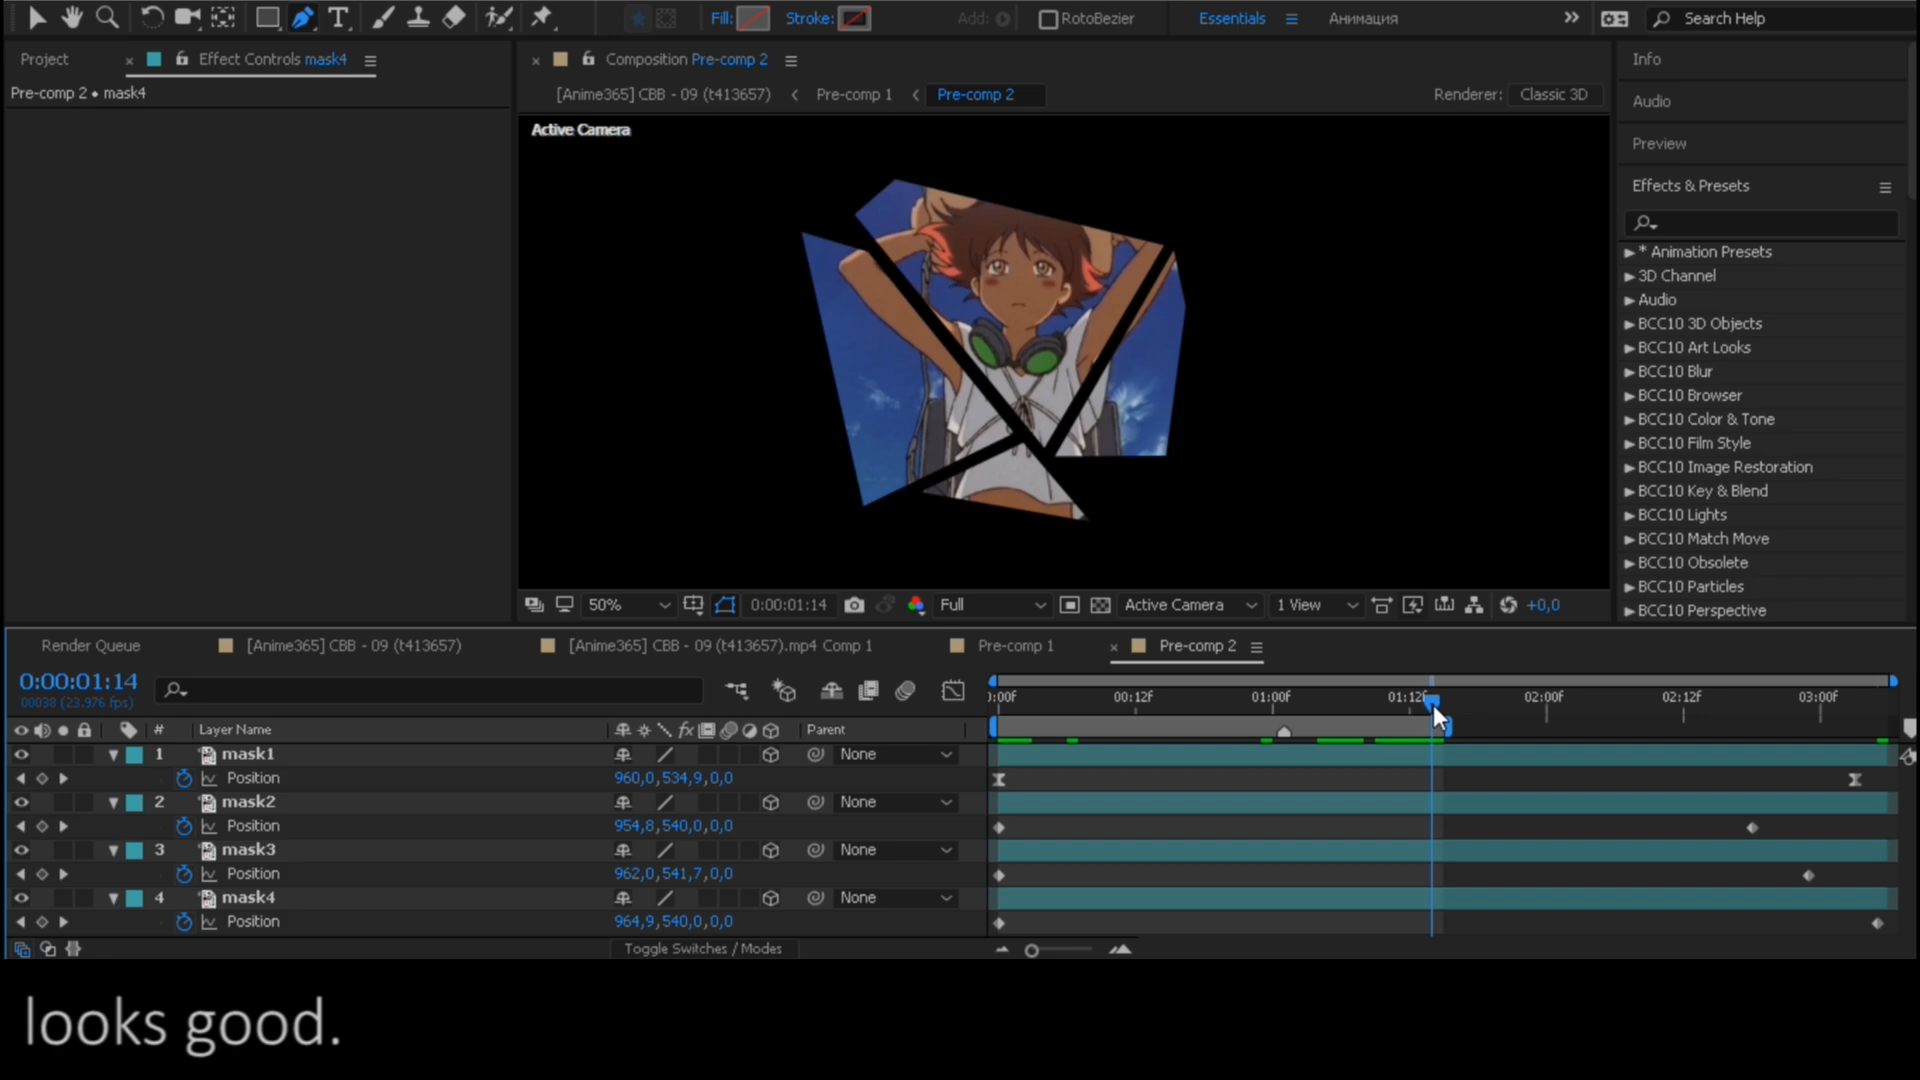 Fill:
Stroke:
Add:
RotoBezier
Essentials
Анимация
Search Help
Project
Effect Controls mask4
Composition Pre-comp 2
Info
Pre-comp 2 • mask4
[Anime365] CBB - 09 (t413657)
Pre-comp 1
Pre-comp 2
Renderer:
Classic 3D
Audio
Active Camera
Preview
Effects & Presets
* Animation Presets
3D Channel
Audio
BCC10 3D Objects
BCC10 Art Looks
BCC10 Blur
BCC10 Browser
BCC10 Color & Tone
BCC10 Film Style
BCC10 Image Restoration
BCC10 Key & Blend
BCC10 Lights
BCC10 Match Move
BCC10 Obsolete
BCC10 Particles
BCC10 Perspective
50%
0:00:01:14
Full
Active Camera
1 View
+0,0
Render Queue
[Anime365] CBB - 09 (t413657)
[Anime365] CBB - 09 (t413657).mp4 Comp 1
Pre-comp 1
Pre-comp 2
0:00:01:14
00038 (23.976 fps)
):00f
00:12f
01:00f
01:12f
02:00f
02:12f
03:00f
#
Layer Name
fx
Parent
1 mask1 None
Position 960,0,534,9,0,0
2 mask2 None
Position 954,8,540,0,0,0
3 mask3 None
Position 962,0,541,7,0,0
4 mask4 None
Position 964,9,540,0,0,0
Toggle Switches / Modes
looks good.